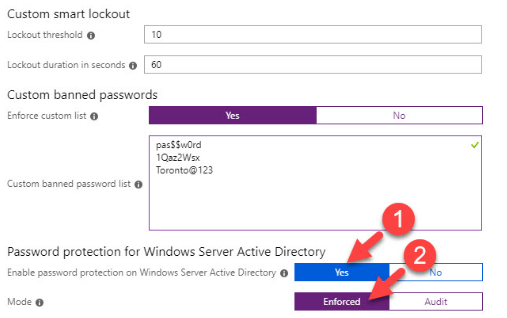 Custom smart lockout
Lockout threshold 10
Lockout duration in seconds 60
Custom banned passwords
Enforce custom list Yes No
pas$$w0rd
1Qaz2Wsx
Toronto@123
Custom banned password list
1
Password protection for Windows Server Active Directory
2
Enable password protection on Windows Server Active Directory Yes No
Mode Enforced Audit